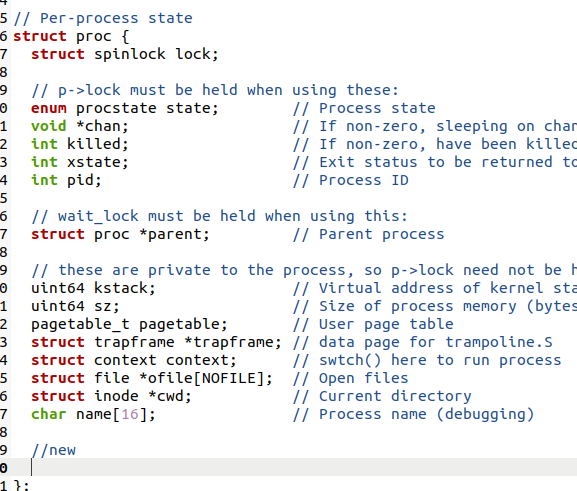 4
5 // Per-process state
6 struct proc {
7 struct spinlock lock;
8
9 // p->lock must be held when using these:
0 enum procstate state; // Process state
1 void *chan; // If non-zero, sleeping on chan
2 int killed; // If non-zero, have been killed
3 int xstate; // Exit status to be returned to
4 int pid; // Process ID
5
6 // wait_lock must be held when using this:
7 struct proc *parent; // Parent process
8
9 // these are private to the process, so p->lock need not be h
0 uint64 kstack; // Virtual address of kernel sta
1 uint64 sz; // Size of process memory (bytes
2 pagetable_t pagetable; // User page table
3 struct trapframe *trapframe; // data page for trampoline.S
4 struct context context; // swtch() here to run process
5 struct file *ofile[NOFILE]; // Open files
6 struct inode *cwd; // Current directory
7 char name[16]; // Process name (debugging)
8
9 //new
0
1 };